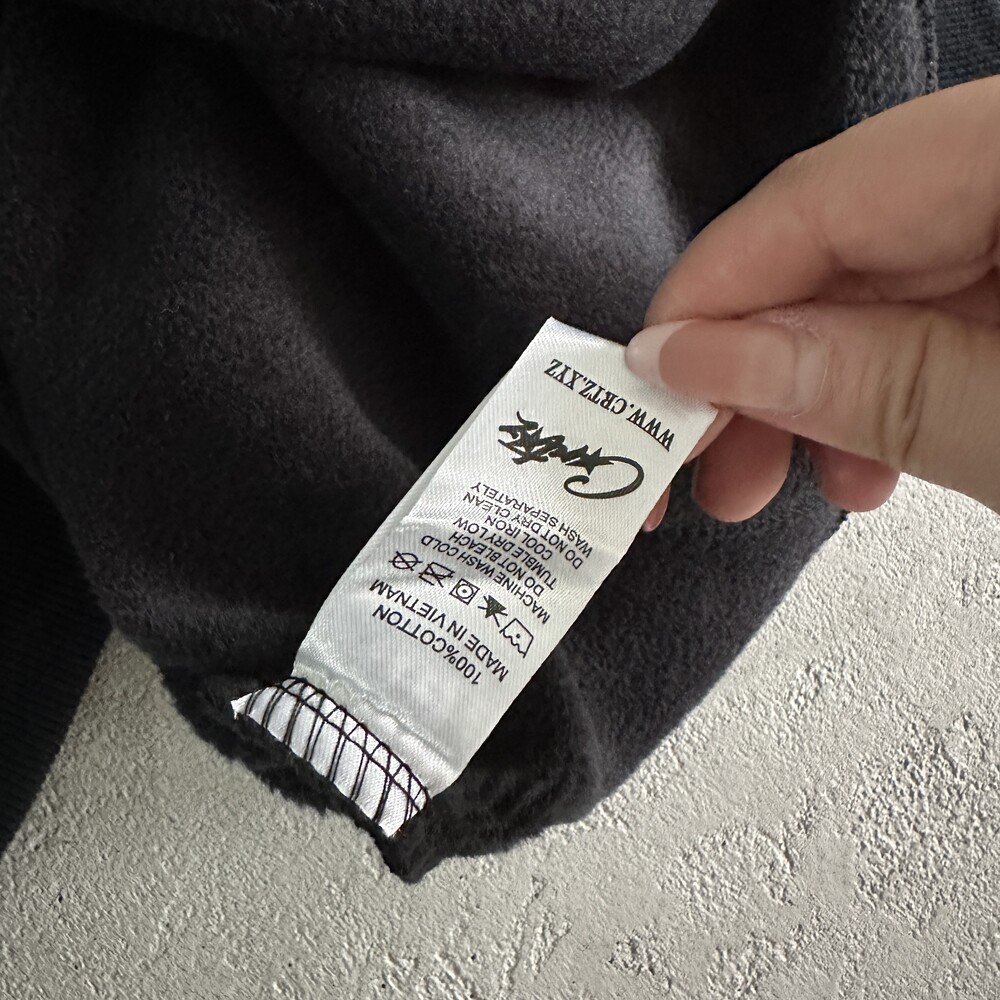 100%COTTON
MADE IN VIETNAM
MACHINE WASH COLD
DO NOT BLEACH
TUMBLE DRY LOW
COOL IRON
DO NOT DRY CLEAN
WASH SEPARATELY
Corteiz
WWW.CRTZ.XYZ